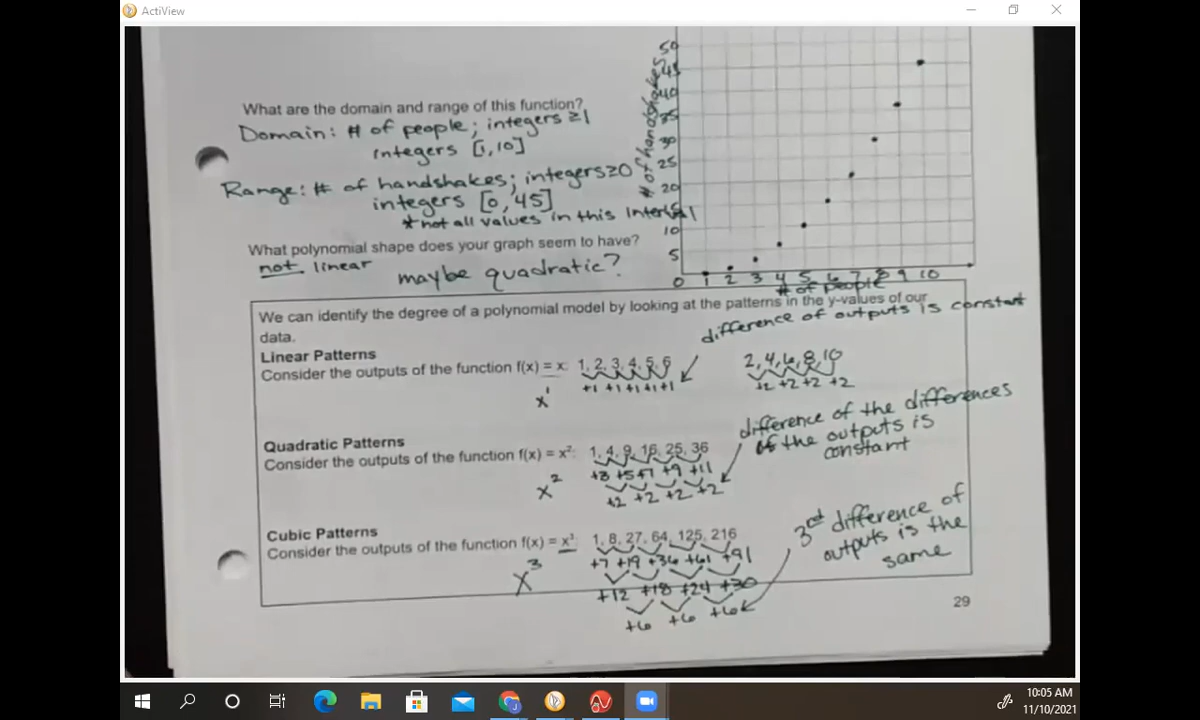 ActiView
What are the domain and range of this function?
Domain: # of people; integers ≥1
integers [1,10]
Range: # of handshakes; integers ≥0
integers [0,45]
* not all values in this interval
What polynomial shape does your graph seem to have?
not linear
maybe quadratic?
# of handshakes
50
45
40
35
30
25
20
10
5
0 1 2 3 4 5 6 7 8 9 10
# of people
We can identify the degree of a polynomial model by looking at the patterns in the y-values of our
data.
difference of outputs is constant
Linear Patterns
Consider the outputs of the function f(x) = x: 1, 2, 3, 4, 5, 6
+1 +1 +1 +1 +1
x¹
2, 4, 6, 8, 10
+2 +2 +2 +2
difference of the differences
of the outputs is
constant
Quadratic Patterns
Consider the outputs of the function f(x) = x²: 1, 4, 9, 16, 25, 36
+3 +5 +7 +9 +11
x²
+2 +2 +2 +2
3rd difference of
outputs is the
same
Cubic Patterns
Consider the outputs of the function f(x) = x³ 1, 8, 27, 64, 125, 216
+7 +19 +61 +91
x³
+12 +18 +24 +30
+6 +6 +6
29
10:05 AM
11/10/2021